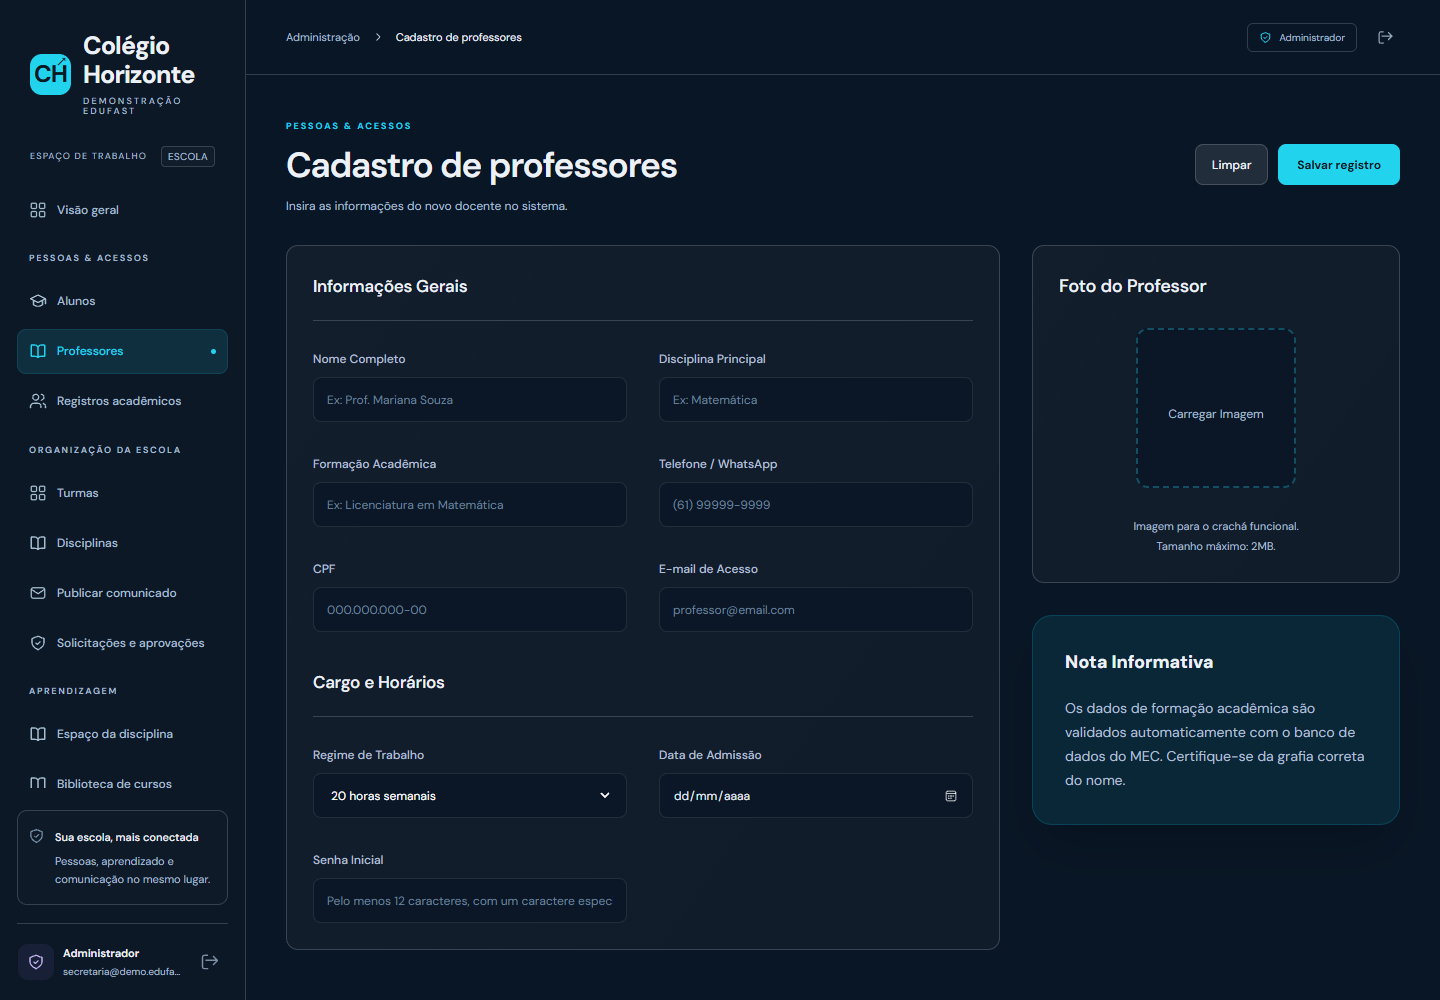 CH
Colégio
Horizonte
DEMONSTRAÇÃO
EDUFAST
ESPAÇO DE TRABALHO
ESCOLA
Visão geral
PESSOAS & ACESSOS
Alunos
Professores
Registros acadêmicos
ORGANIZAÇÃO DA ESCOLA
Turmas
Disciplinas
Publicar comunicado
Solicitações e aprovações
APRENDIZAGEM
Espaço da disciplina
Biblioteca de cursos
Sua escola, mais conectada
Pessoas, aprendizado e
comunicação no mesmo lugar.
Administrador
secretaria@demo.edufa...
Administração
Cadastro de professores
Administrador
PESSOAS & ACESSOS
Cadastro de professores
Insira as informações do novo docente no sistema.
Limpar
Salvar registro
Informações Gerais
Nome Completo
Disciplina Principal
Ex: Prof. Mariana Souza
Ex: Matemática
Formação Acadêmica
Telefone / WhatsApp
Ex: Licenciatura em Matemática
(61) 99999-9999
CPF
E-mail de Acesso
000.000.000-00
professor@email.com
Cargo e Horários
Regime de Trabalho
Data de Admissão
20 horas semanais
dd/mm/aaaa
Senha Inicial
Pelo menos 12 caracteres, com um caractere espec
Foto do Professor
Carregar Imagem
Imagem para o crachá funcional.
Tamanho máximo: 2MB.
Nota Informativa
Os dados de formação acadêmica são
validados automaticamente com o banco de
dados do MEC. Certifique-se da grafia correta
do nome.